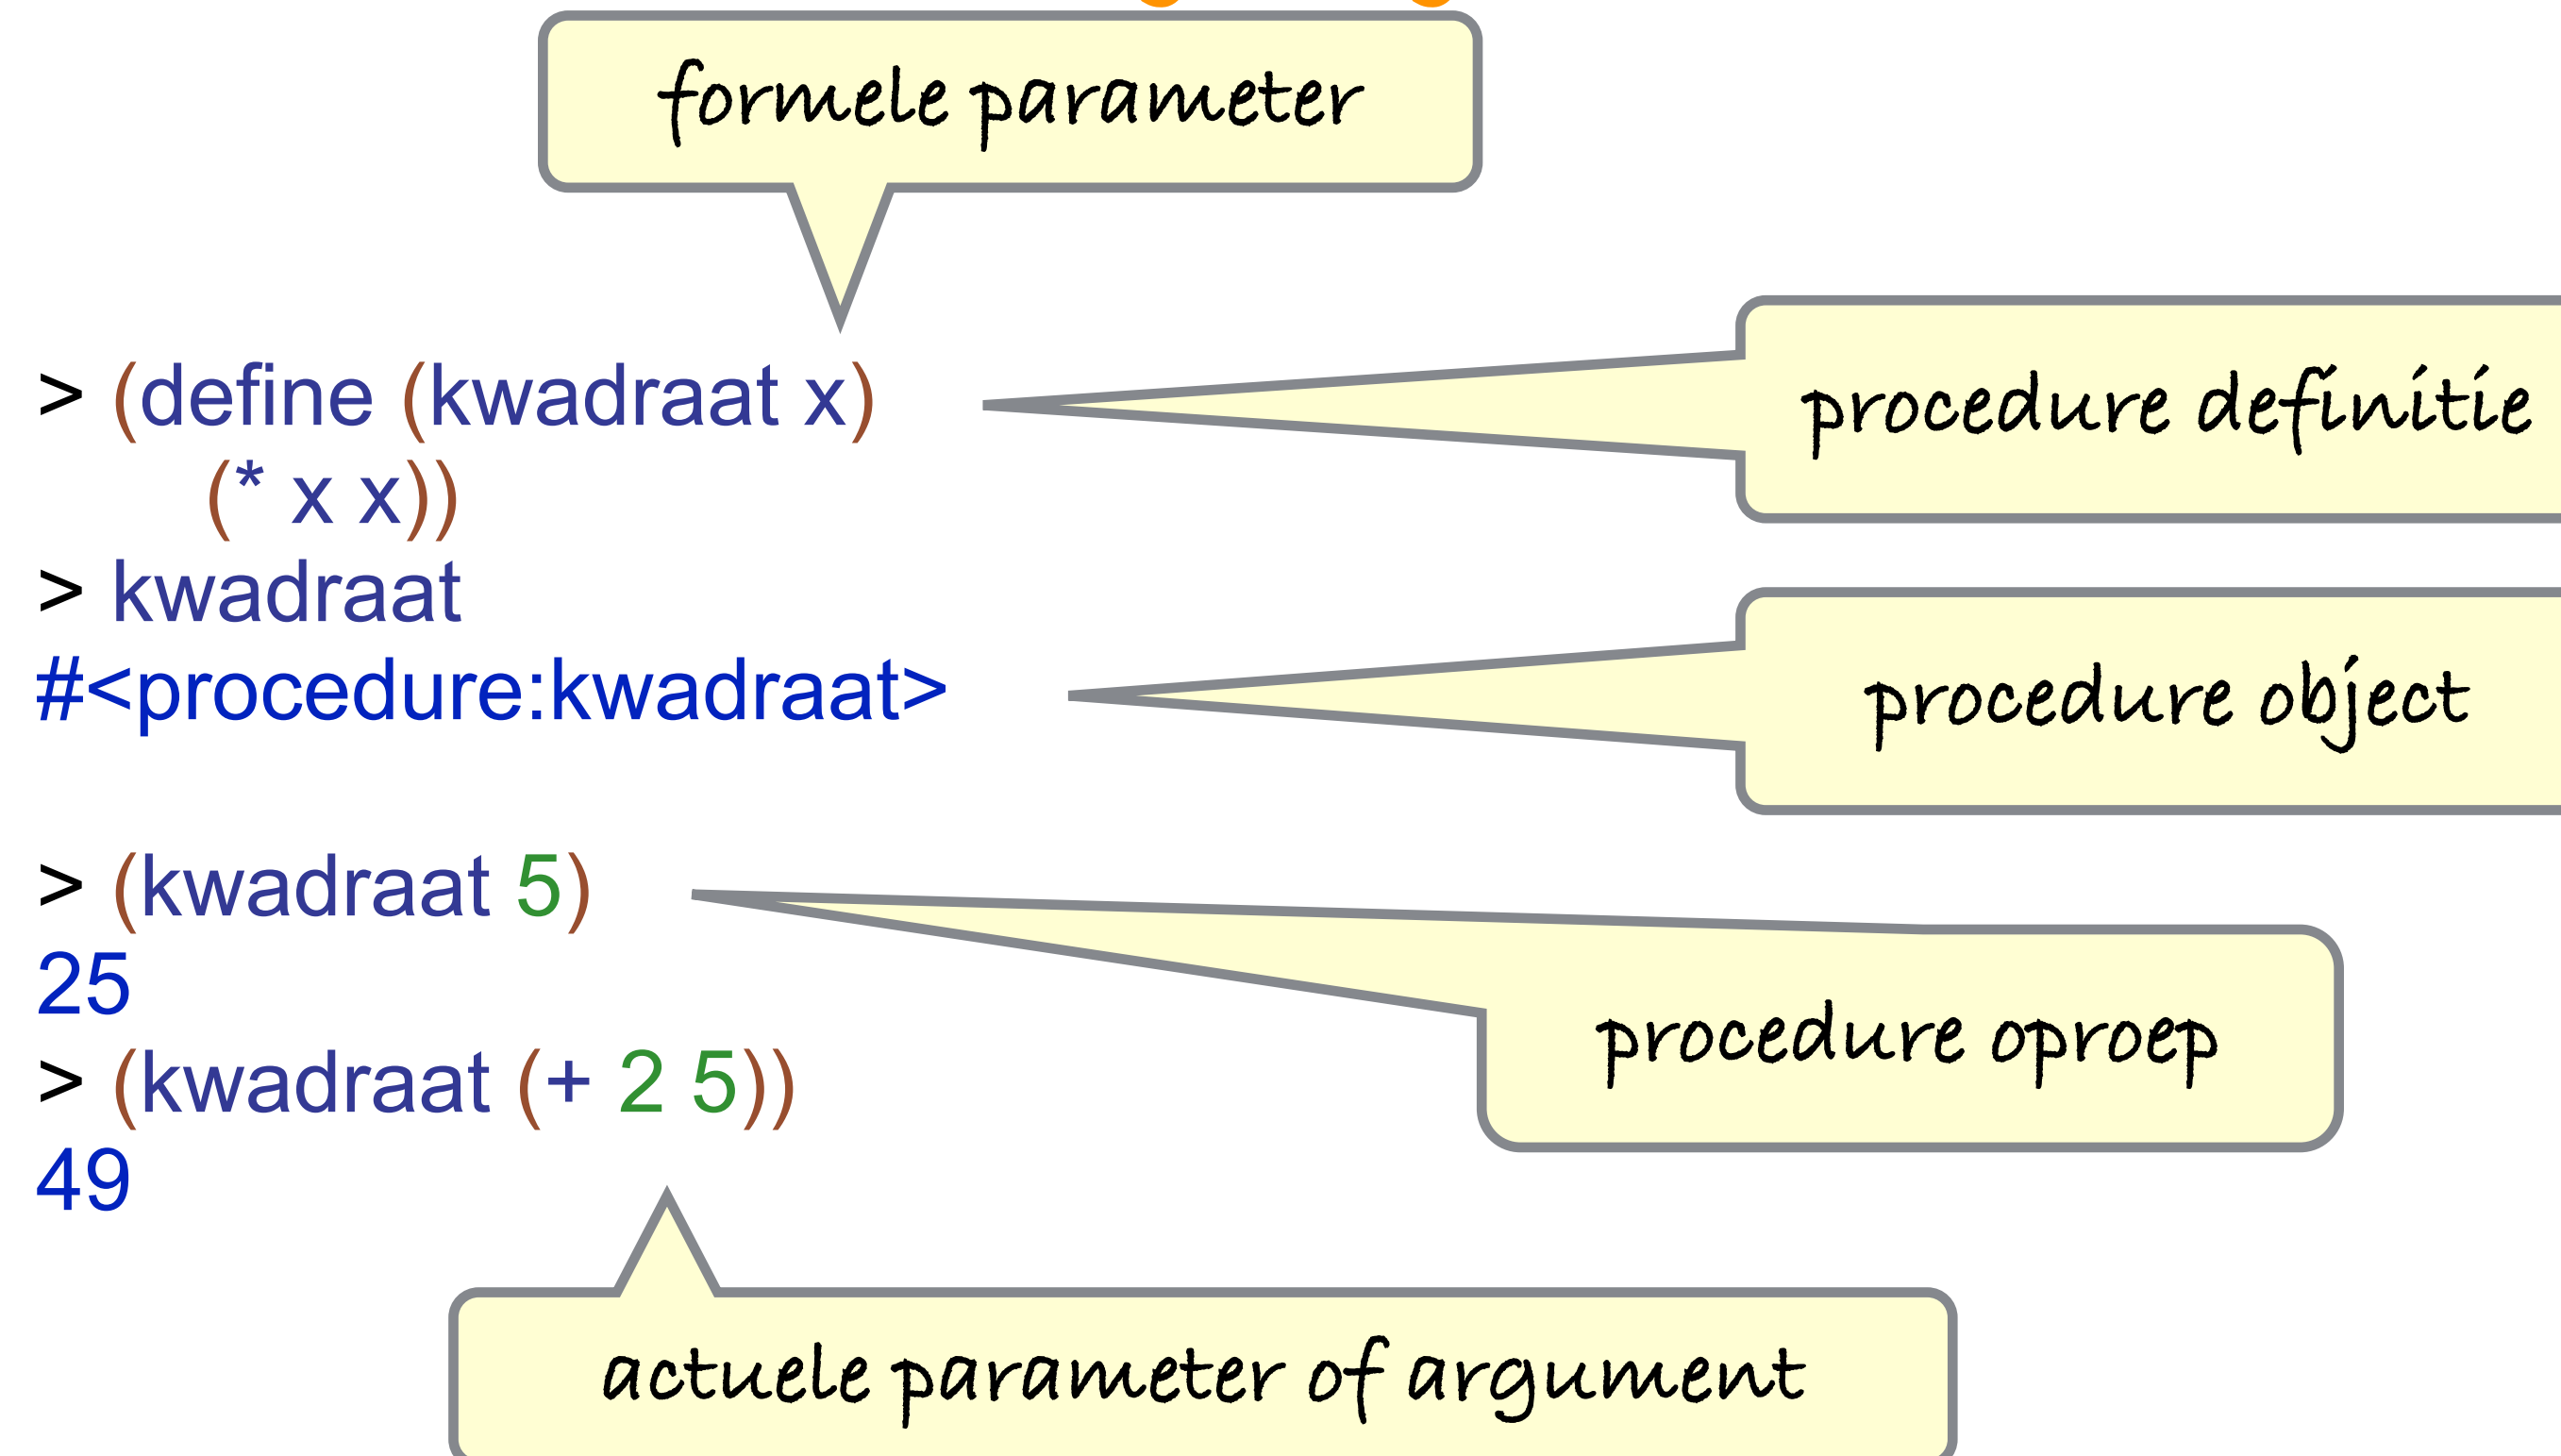 formele parameter
> (define (kwadraat x)
(* x x))
procedure definitie
> kwadraat
#<procedure:kwadraat>
procedure object
> (kwadraat 5)
25
procedure oproep
> (kwadraat (+ 2 5))
49
actuele parameter of argument